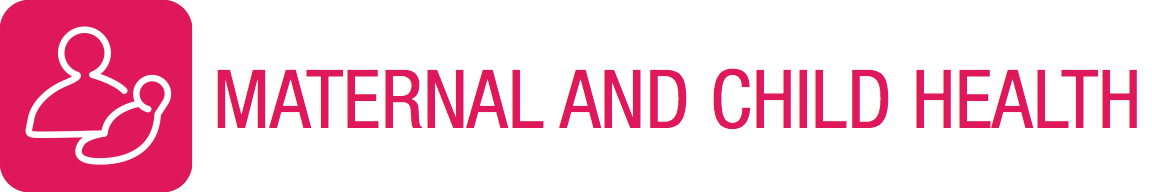 MATERNAL AND CHILD HEALTH